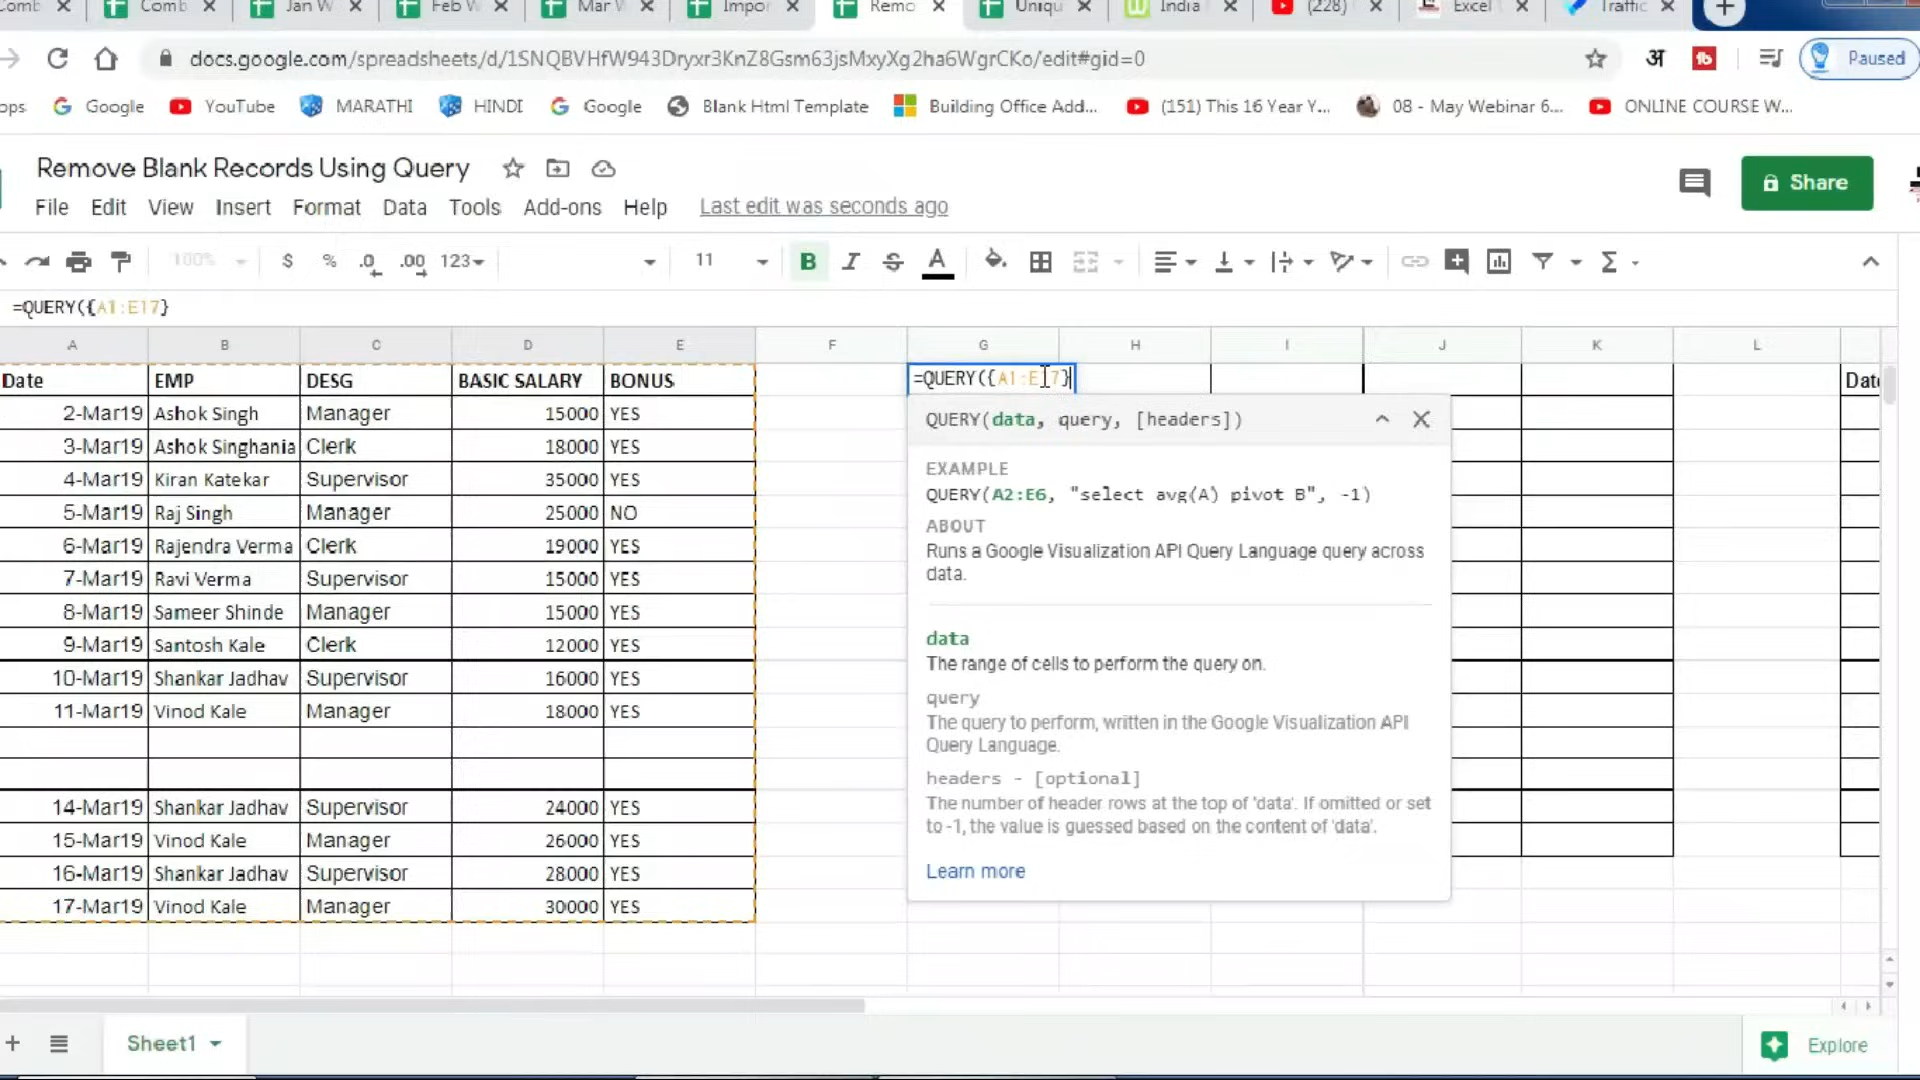 Comb Comb Jan W Feb W Mar W Impor Remo Uniqu India (228) Excel Traffic
docs.google.com/spreadsheets/d/1SNQBVHfW943Dryxr3KnZ8Gsm63jsMxyXg2ha6WgrCKo/edit#gid=0 अ Paused
pps Google YouTube MARATHI HINDI Google Blank Html Template Building Office Add... (151) This 16 Year Y... 08 - May Webinar 6... ONLINE COURSE W...
Remove Blank Records Using Query
Share
File Edit View Insert Format Data Tools Add-ons Help Last edit was seconds ago
100% $ % .0 .00 123 11 B I S A Σ
=QUERY({A1:E17}
A B C D E F G H I J K L
Date EMP DESG BASIC SALARY BONUS =QUERY({A1:E17} Date
2-Mar19 Ashok Singh Manager 15000 YES
3-Mar19 Ashok Singhania Clerk 18000 YES
4-Mar19 Kiran Katekar Supervisor 35000 YES
5-Mar19 Raj Singh Manager 25000 NO
6-Mar19 Rajendra Verma Clerk 19000 YES
7-Mar19 Ravi Verma Supervisor 15000 YES
8-Mar19 Sameer Shinde Manager 15000 YES
9-Mar19 Santosh Kale Clerk 12000 YES
10-Mar19 Shankar Jadhav Supervisor 16000 YES
11-Mar19 Vinod Kale Manager 18000 YES
14-Mar19 Shankar Jadhav Supervisor 24000 YES
15-Mar19 Vinod Kale Manager 26000 YES
16-Mar19 Shankar Jadhav Supervisor 28000 YES
17-Mar19 Vinod Kale Manager 30000 YES
QUERY(data, query, [headers])
EXAMPLE
QUERY(A2:E6, "select avg(A) pivot B", -1)
ABOUT
Runs a Google Visualization API Query Language query across
data.
data
The range of cells to perform the query on.
query
The query to perform, written in the Google Visualization API
Query Language.
headers - [optional]
The number of header rows at the top of 'data'. If omitted or set
to -1, the value is guessed based on the content of 'data'.
Learn more
Sheet1
Explore